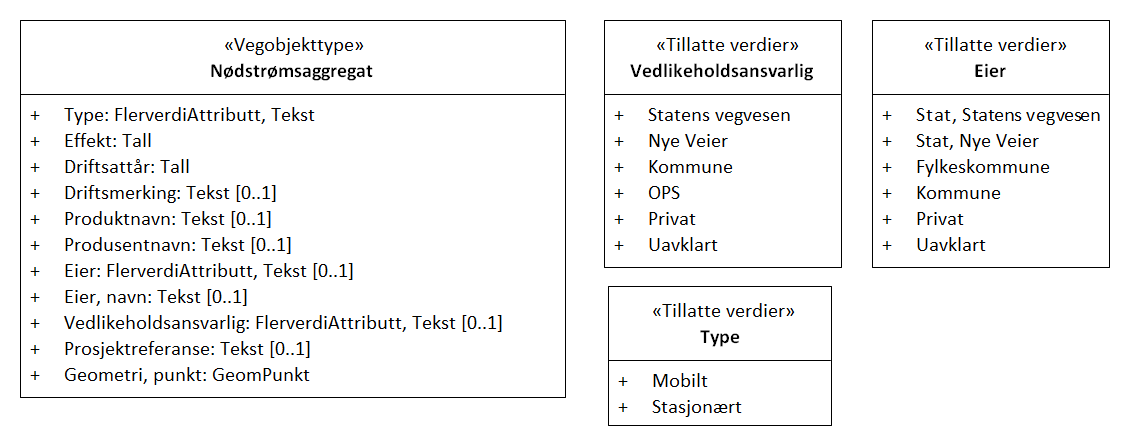 «Vegobjekttype»
Nødstrømsaggregat
+ Type: FlerverdiAttributt, Tekst
+ Effekt: Tall
+ Driftsattår: Tall
+ Driftsmerking: Tekst [0..1]
+ Produktnavn: Tekst [0..1]
+ Produsentnavn: Tekst [0..1]
+ Eier: FlerverdiAttributt, Tekst [0..1]
+ Eier, navn: Tekst [0..1]
+ Vedlikeholdsansvarlig: FlerverdiAttributt, Tekst [0..1]
+ Prosjektreferanse: Tekst [0..1]
+ Geometri, punkt: GeomPunkt
«Tillatte verdier»
Vedlikeholdsansvarlig
+ Statens vegvesen
+ Nye Veier
+ Kommune
+ OPS
+ Privat
+ Uavklart
«Tillatte verdier»
Eier
+ Stat, Statens vegvesen
+ Stat, Nye Veier
+ Fylkeskommune
+ Kommune
+ Privat
+ Uavklart
«Tillatte verdier»
Type
+ Mobilt
+ Stasjonært